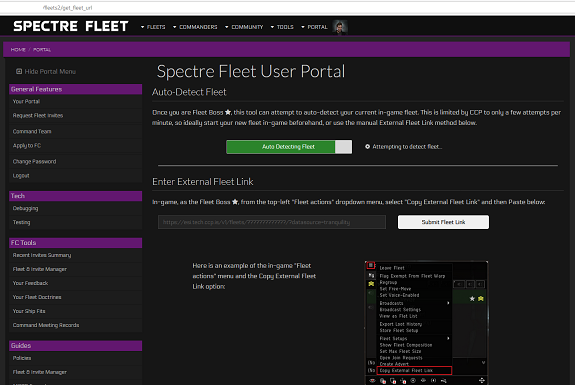 /fleets2/get_fleet_url
SPECTRE FLEET FLEETS COMMANDERS COMMUNITY TOOLS PORTAL
HOME / PORTAL
Hide Portal Menu
General Features
Your Portal
Request Fleet Invites
Command Team
Apply to FC
Change Password
Logout
Tech
Debugging
Testing
FC Tools
Recent Invites Summary
Fleet & Invite Manager
Your Feedback
Your Fleet Doctrines
Your Ship Fits
Command Meeting Records
Guides
Policies
Fleet & Invite Manager
Spectre Fleet User Portal
Auto-Detect Fleet
Once you are Fleet Boss ★, this tool can attempt to auto-detect your current in-game fleet. This is limited by CCP to only a few attempts
per minute, so ideally start your new fleet in-game beforehand, or use the manual External Fleet Link method below.
Auto Detecting Fleet Attempting to detect fleet...
Enter External Fleet Link
In-game, as the Fleet Boss ★, from the top-left "Fleet actions" dropdown menu, select "Copy External Fleet Link" and then Paste below:
https://esi.tech.ccp.is/v1/fleets/?????????????/?datasource=tranquility Submit Fleet Link
Here is an example of the in-game "Fleet
actions" menu and the Copy External Fleet
Link option:
Leave Fleet
Flag Exempt From Fleet Warp
Regroup
Set Free-Move
Set Voice-Enabled
Broadcasts
Broadcast Settings
View as Flat List
Export Loot History
Store Fleet Setup
Fleet Setups
Show Fleet Composition
Set Max Fleet Size
Open Join Requests
Create Advert
Copy External Fleet Link